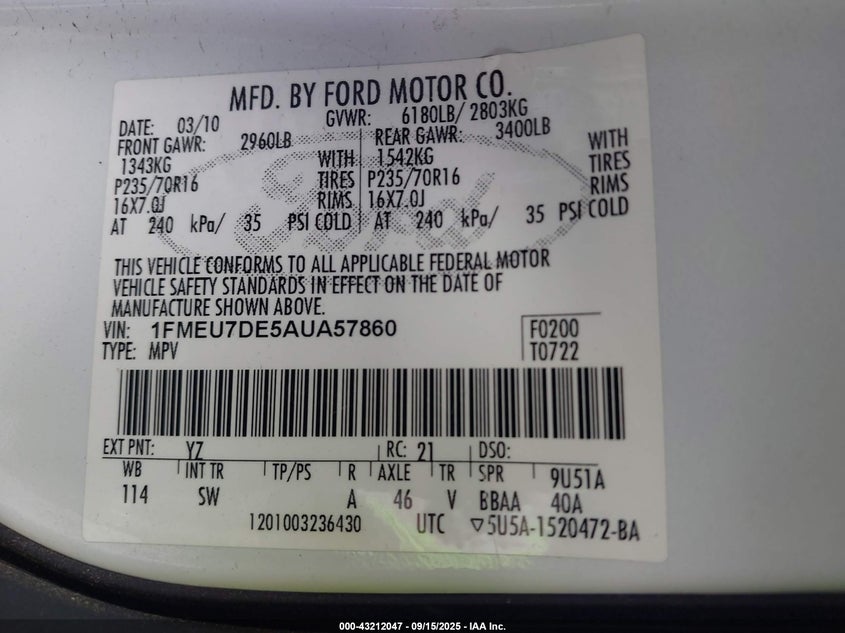 MFD. BY FORD MOTOR CO.
DATE: 03/10 GVWR: 6180LB/ 2803KG
FRONT GAWR: 2960LB REAR GAWR: 3400LB
1343KG WITH 1542KG WITH
P235/70R16 TIRES P235/70R16 TIRES
16X7.0J RIMS 16X7.0J RIMS
AT 240 kPa/ 35 PSI COLD AT 240 kPa/ 35 PSI COLD
Ford
THIS VEHICLE CONFORMS TO ALL APPLICABLE FEDERAL MOTOR
VEHICLE SAFETY STANDARDS IN EFFECT ON THE DATE OF
MANUFACTURE SHOWN ABOVE.
VIN: 1FMEU7DE5AUA57860 F0200
TYPE: MPV T0722
EXT PNT: YZ RC: 21 DSO:
WB INT TR TP/PS R AXLE TR SPR 9U51A
114 SW A 46 V BBAA 40A
1201003236430 UTC ▽5U5A-1520472-BA
000-43212047 - 09/15/2025 - IAA Inc.